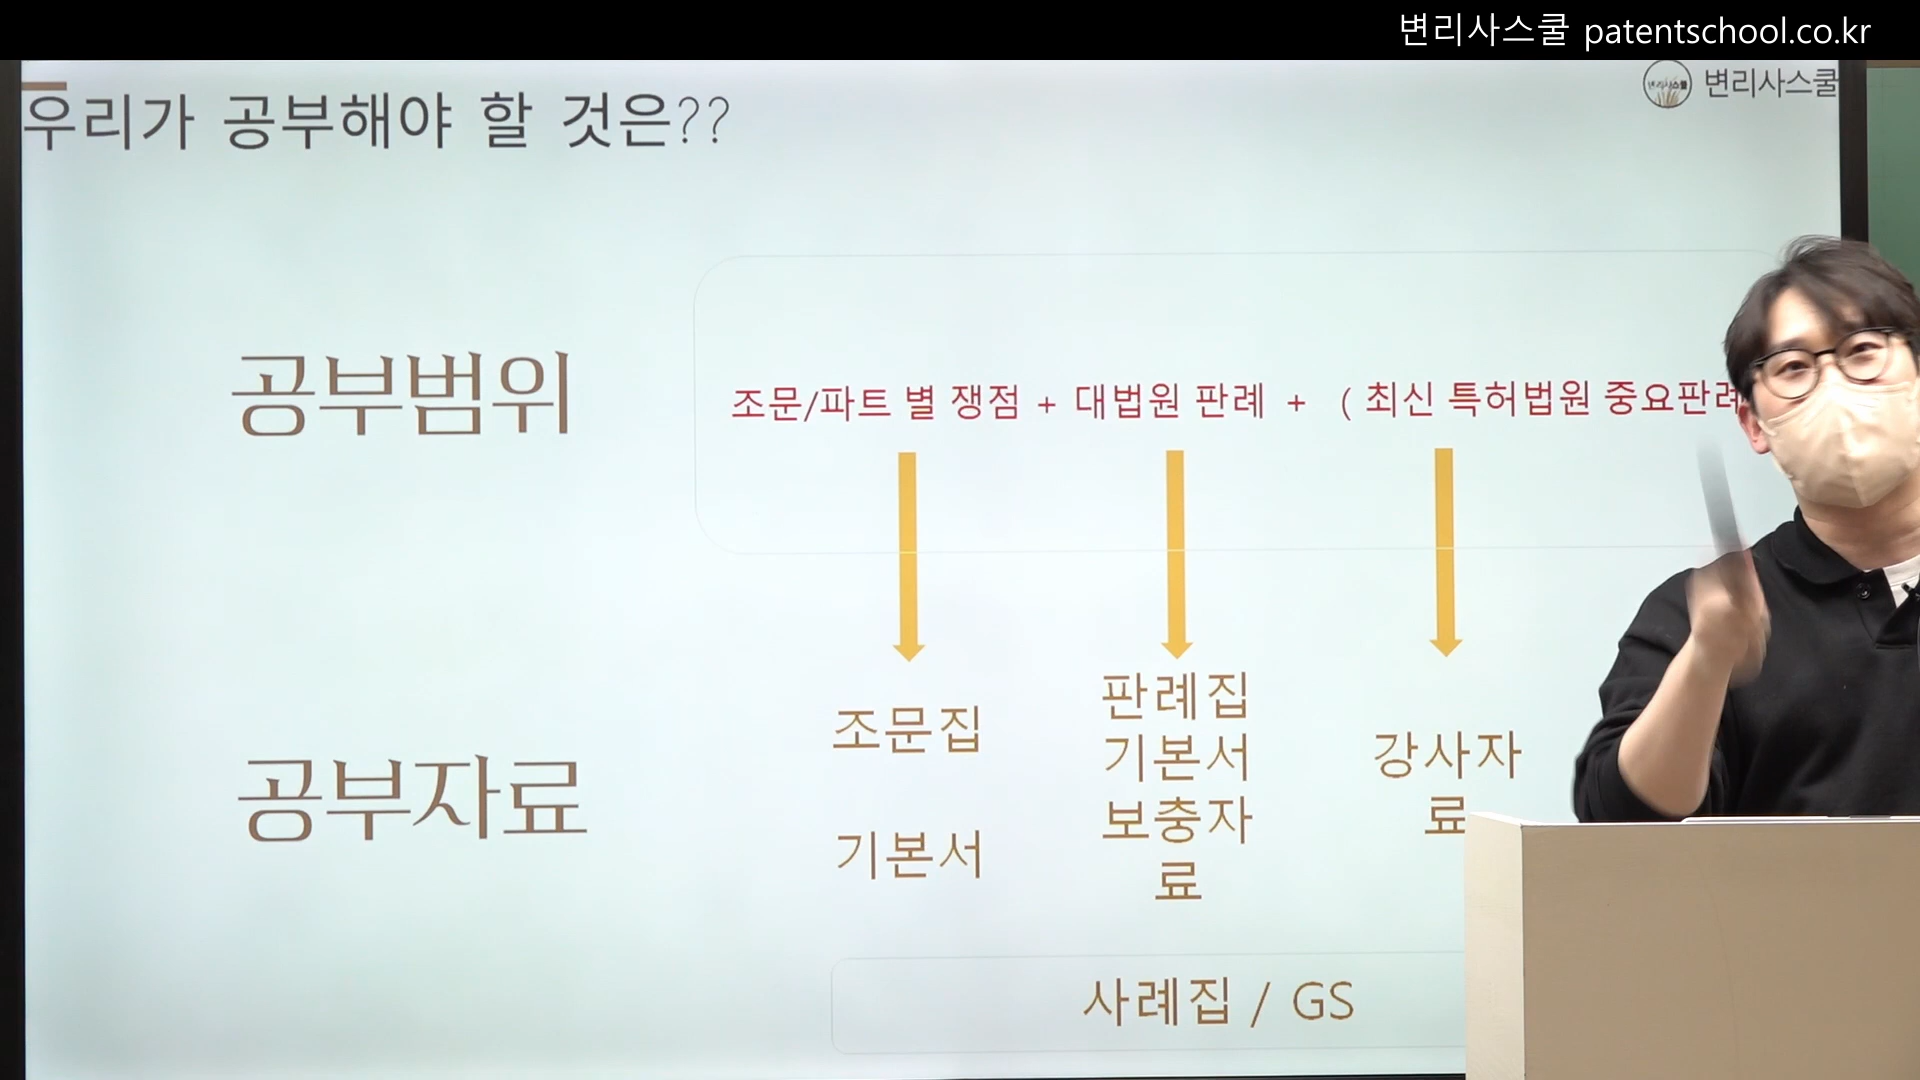 변리사스쿨 patentschool.co.kr
변리사스쿨
우리가 공부해야 할 것은??
공부범위
조문/파트 별 쟁점 + 대법원 판례 + ( 최신 특허법원 중요판례
공부자료
조문집
기본서
판례집
기본서
보충자
료
강사자
료
사례집 / GS